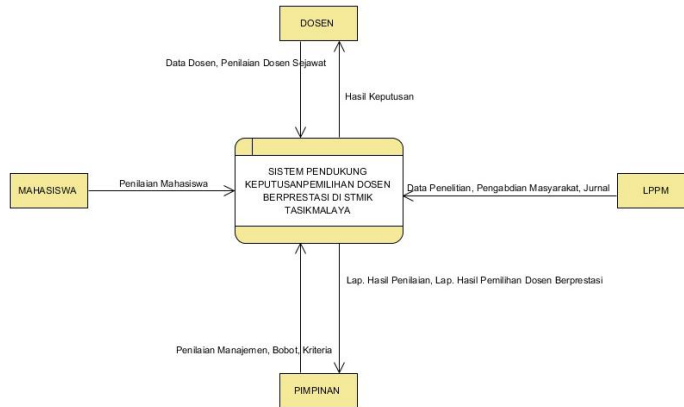 DOSEN
Data Dosen, Penilaian Dosen Sejawat
Hasil Keputusan
SISTEM PENDUKUNG
KEPUTUSANPEMILIHAN DOSEN
BERPRESTASI DI STMIK
TASIKMALAYA
MAHASISWA
Penilaian Mahasiswa
Data Penelitian, Pengabdian Masyarakat, Jurnal
LPPM
Lap. Hasil Penilaian, Lap. Hasil Pemilihan Dosen Berprestasi
Penilaian Manajemen, Bobot, Kriteria
PIMPINAN